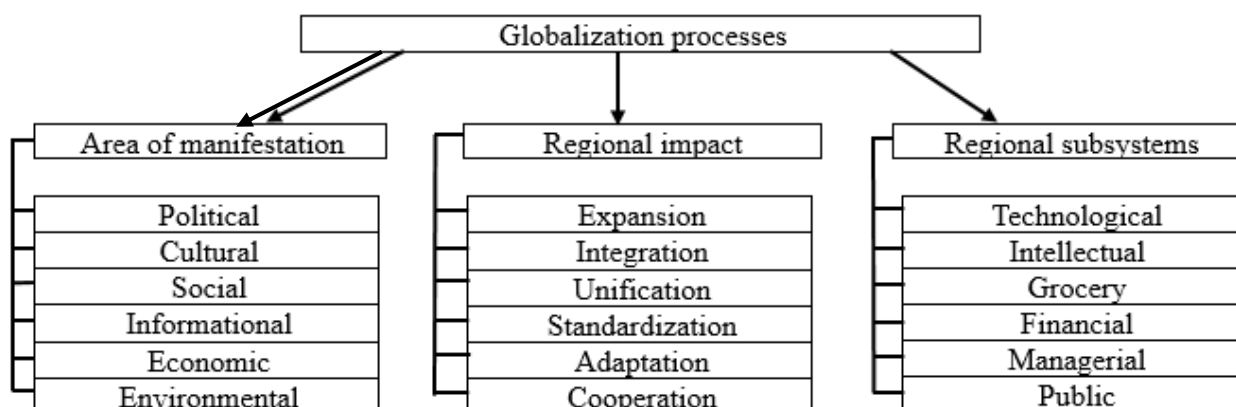 Globalization processes
Area of manifestation
Political
Cultural
Social
Informational
Economic
Environmental
Regional impact
Expansion
Integration
Unification
Standardization
Adaptation
Cooperation
Regional subsystems
Technological
Intellectual
Grocery
Financial
Managerial
Public